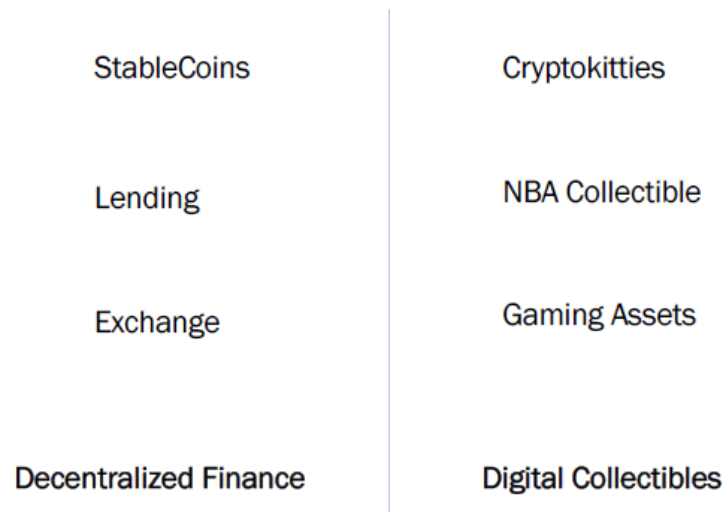 StableCoins
Lending
Exchange
Decentralized Finance
Cryptokitties
NBA Collectible
Gaming Assets
Digital Collectibles